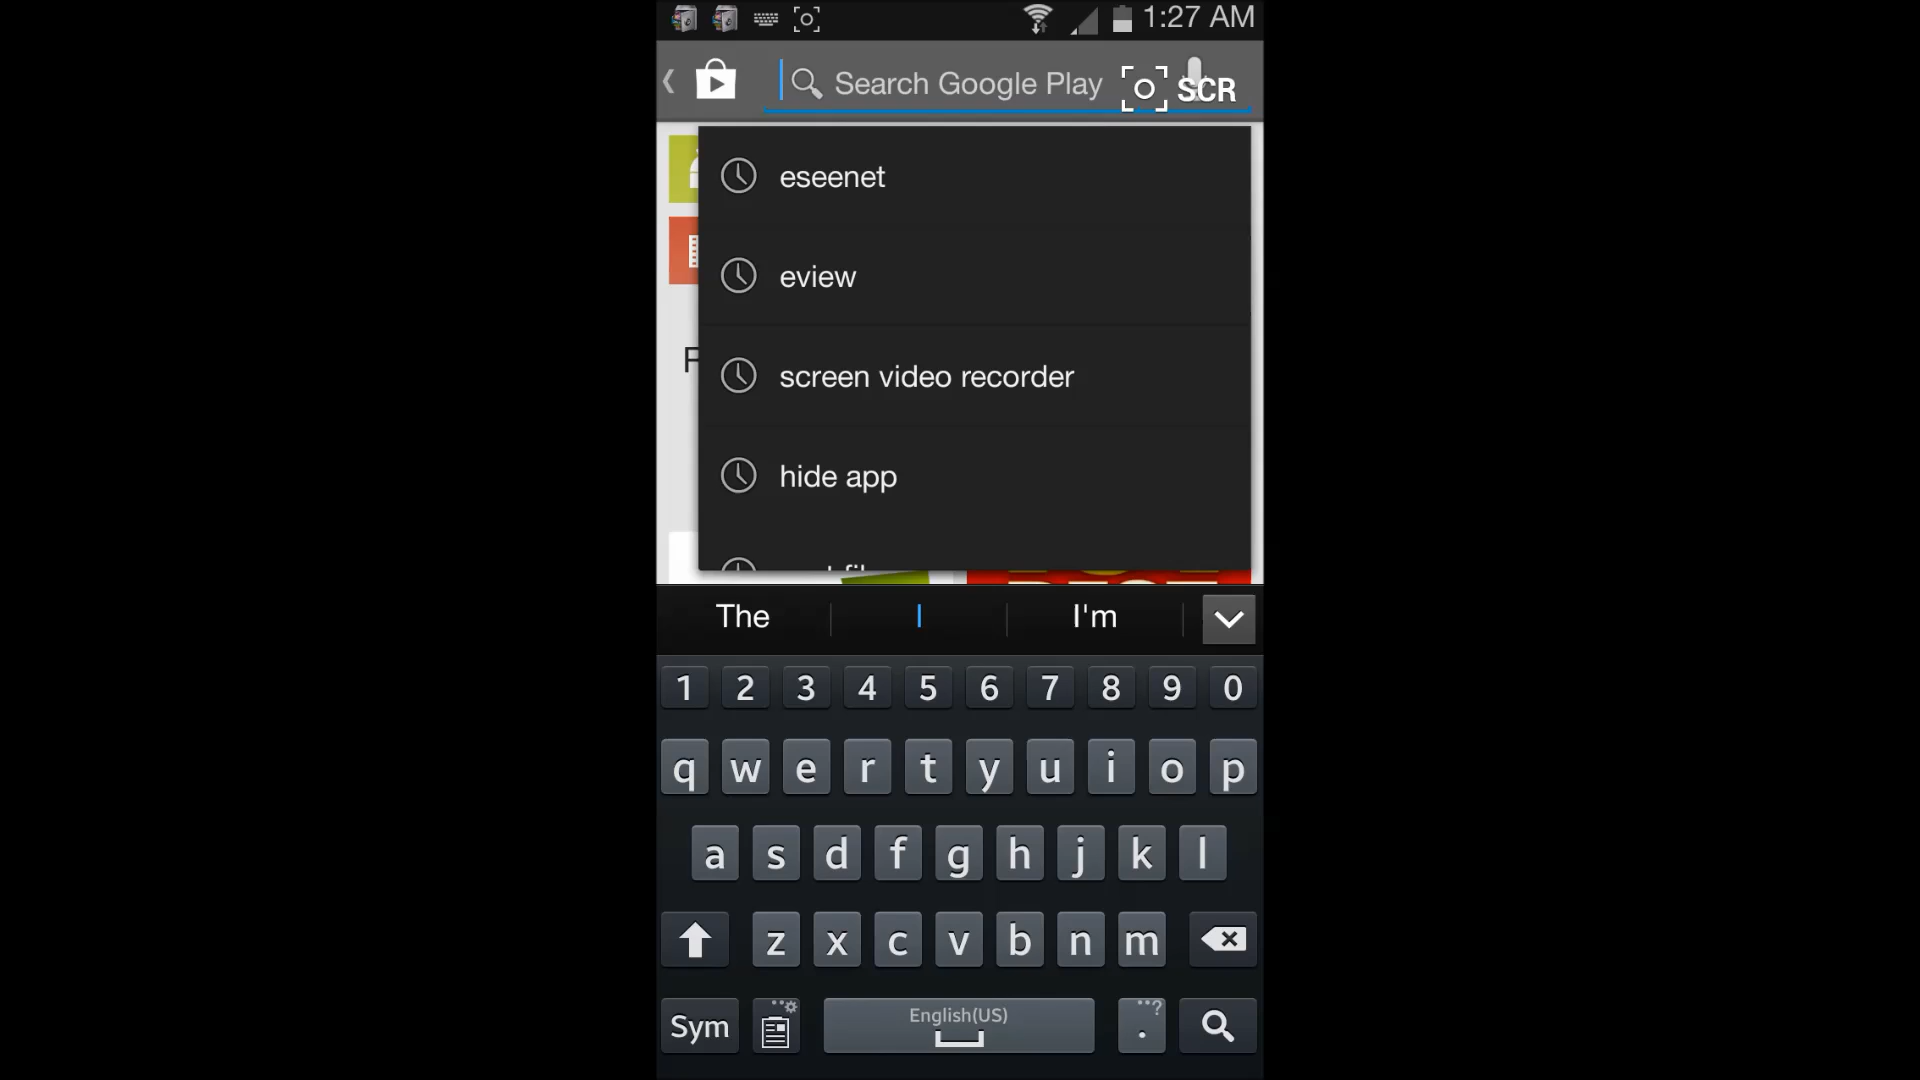 1:27 AM
Search Google Play
SCR
eseenet
eview
screen video recorder
hide app
The
I
I'm
1 2 3 4 5 6 7 8 9 0
q w e r t y u i o p
a s d f g h j k l
z x c v b n m
Sym
English(US)
. ?